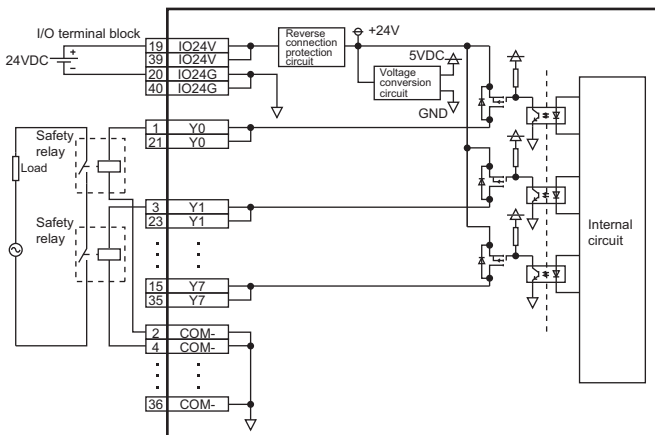 I/O terminal block
24VDC
+
-
19 IO24V
39 IO24V
20 IO24G
40 IO24G
Reverse
connection
protection
circuit
+24V
5VDC
Voltage
conversion
circuit
GND
Safety
relay
Load
1 Y0
21 Y0
Safety
relay
3 Y1
23 Y1
15 Y7
35 Y7
2 COM-
4 COM-
36 COM-
Internal
circuit